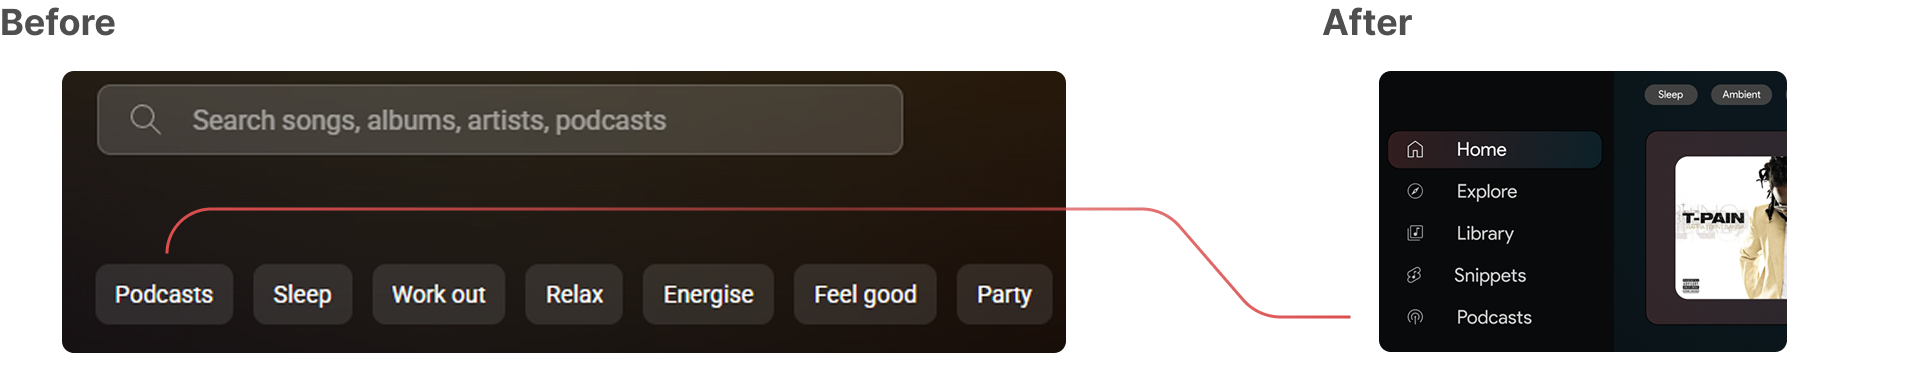 Before
After
Search songs, albums, artists, podcasts
Podcasts
Sleep
Work out
Relax
Energise
Feel good
Party
Sleep
Ambient
Home
Explore
Library
Snippets
Podcasts
T-PAIN